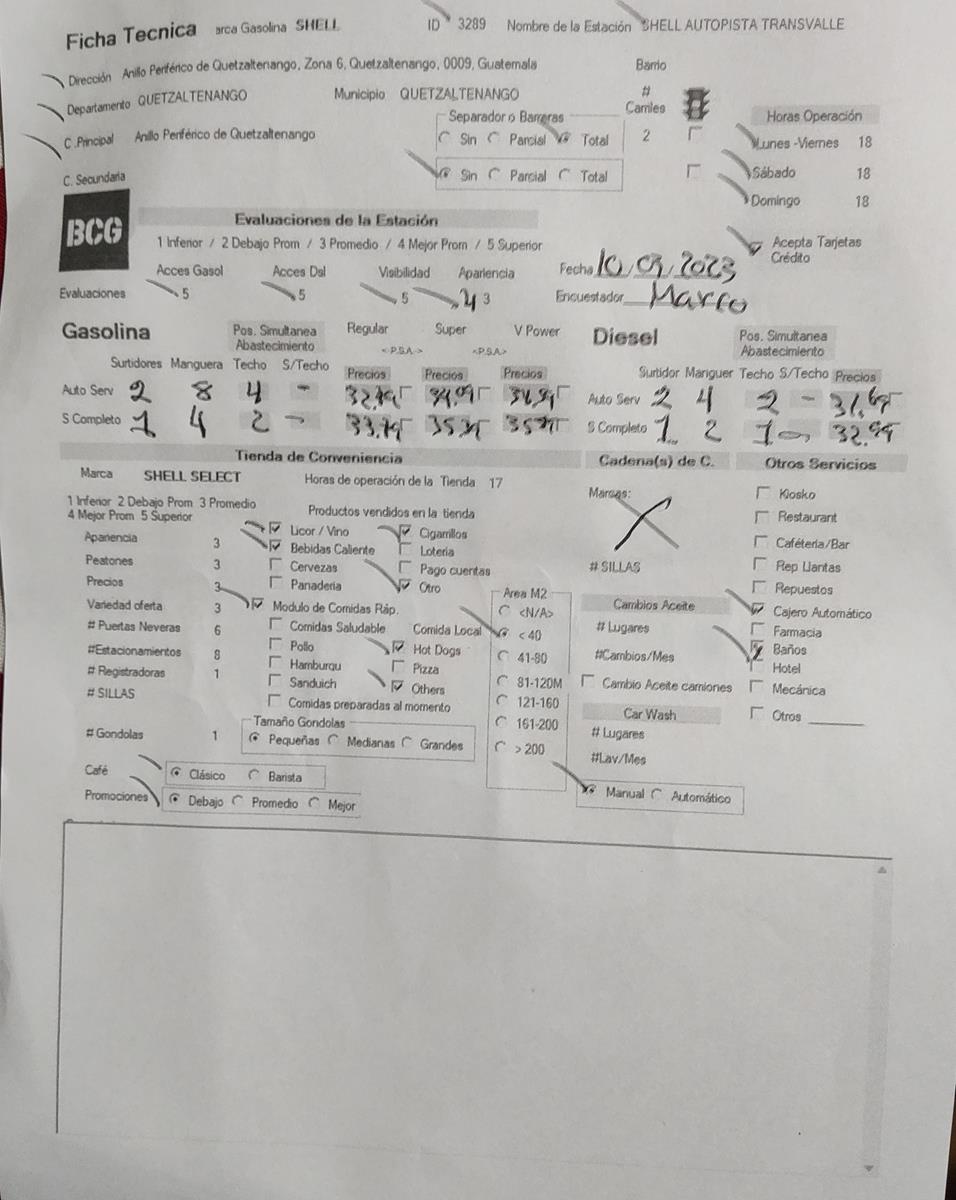 Ficha Tecnica arca Gasolina SHELL ID 3289 Nombre de la Estación SHELL AUTOPISTA TRANSVALLE
Dirección Anillo Periférico de Quetzaltenango, Zona 6, Quetzaltenango, 0009, Guatemala Barrio
Departamento QUETZALTENANGO Municipio QUETZALTENANGO
C .Principal Anillo Periférico de Quetzaltenango
C. Secundaria
Separador o Barreras # Carriles
Sin Parcial Total 2
Sin Parcial Total
Horas Operación
Lunes -Viernes 18
Sábado 18
Domingo 18
BCG
Evaluaciones de la Estación
1 Inferior / 2 Debajo Prom / 3 Promedio / 4 Mejor Prom / 5 Superior
Acepta Tarjetas Crédito
Acces Gasol Acces Dsl Visibilidad Apariencia
Evaluaciones 5 5 5 4 3
Fecha 10/03/2023
Encuestador Marco
Gasolina Pos. Simultanea Abastecimiento Regular Super V Power
<-P.S.A.-> <P.S.A.>
Surtidores Manguera Techo S/Techo Precios Precios Precios
Auto Serv 2 8 4 -
S Completo 1 4 2 -
Diesel Pos. Simultanea Abastecimiento
Surtidor Manguer Techo S/Techo Precios
Auto Serv 2 4 2 -
S Completo 1 2 1 -
Tienda de Conveniencia
Marca SHELL SELECT Horas de operación de la Tienda 17
1 Inferior 2 Debajo Prom 3 Promedio
4 Mejor Prom 5 Superior
Apariencia 3
Peatones 3
Precios 3
Variedad oferta 3
# Puertas Neveras 6
#Estacionamientos 8
# Registradoras 1
# SILLAS
# Gondolas 1
Productos vendidos en la tienda
Licor / Vino Cigarrillos
Bebidas Caliente Loteria
Cervezas Pago cuentas
Panaderia Otro
Modulo de Comidas Ráp.
Comidas Saludable Comida Local
Pollo Hot Dogs
Hamburqu Pizza
Sanduich Others
Comidas preparadas al momento
Tamaño Gondolas
Pequeñas Medianas Grandes
Café Clásico Barista
Promociones Debajo Promedio Mejor
Area M2
<N/A>
< 40
41-80
81-120M
121-160
161-200
> 200
Cadena(s) de C.
Marcas:
# SILLAS
Cambios Aceite
# Lugares
#Cambios/Mes
Cambio Aceite camiones
Car Wash
# Lugares
#Lav/Mes
Manual Automático
Otros Servicios
Kiosko
Restaurant
Caféteria/Bar
Rep Llantas
Repuestos
Cajero Automático
Farmacia
Baños
Hotel
Mecánica
Otros